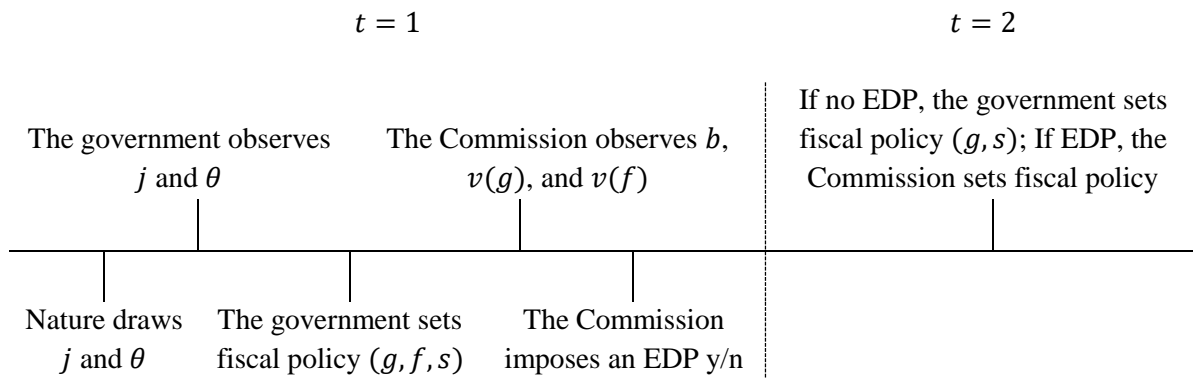 t = 1
t = 2
The government observes
j and θ
The Commission observes b,
v(g), and v(f)
If no EDP, the government sets
fiscal policy (g, s); If EDP, the
Commission sets fiscal policy
Nature draws
j and θ
The government sets
fiscal policy (g, f, s)
The Commission
imposes an EDP y/n